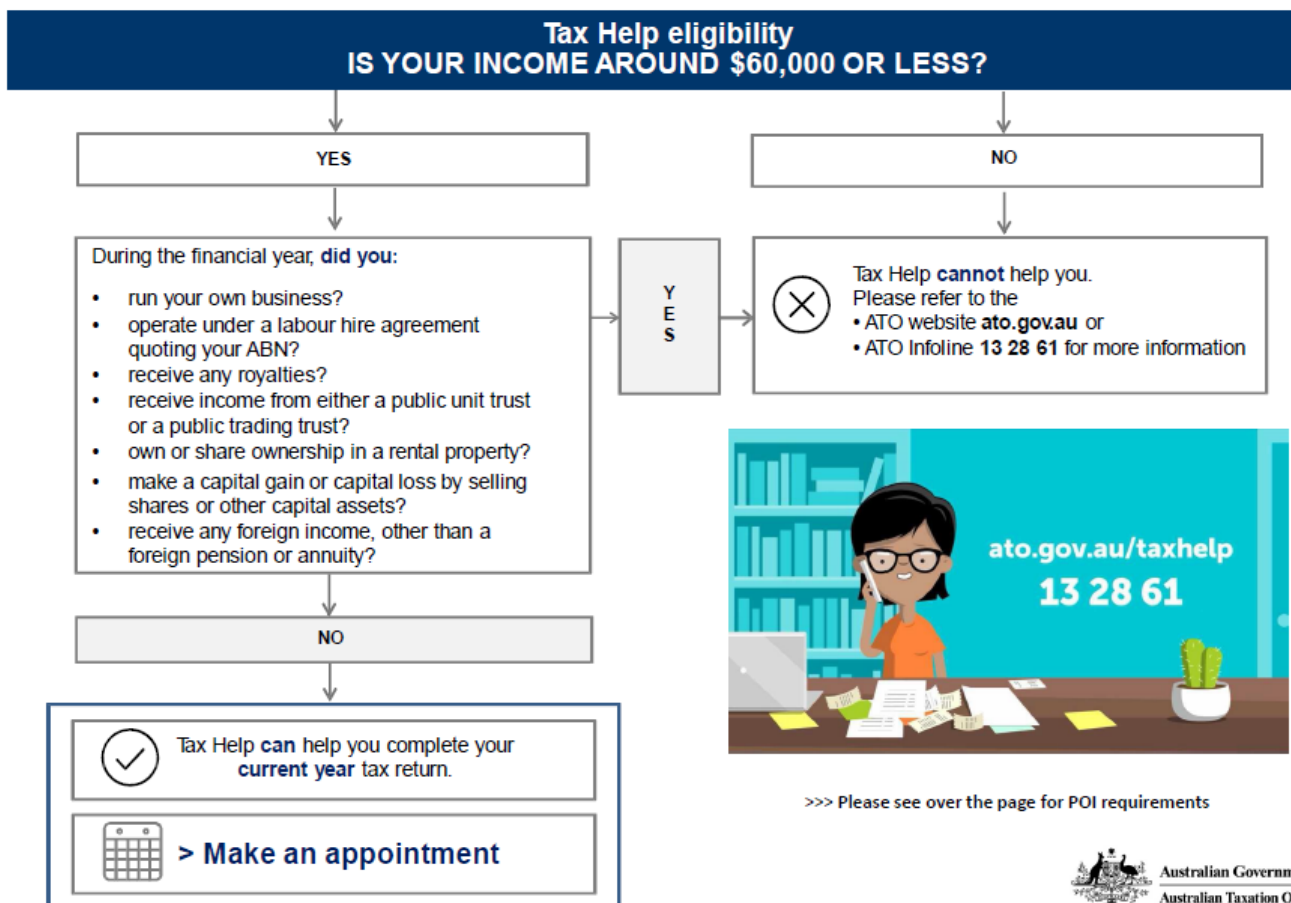 Tax Help eligibility
IS YOUR INCOME AROUND $60,000 OR LESS?
YES
NO
During the financial year, did you:
• run your own business?
• operate under a labour hire agreement
quoting your ABN?
• receive any royalties?
• receive income from either a public unit trust
or a public trading trust?
• own or share ownership in a rental property?
• make a capital gain or capital loss by selling
shares or other capital assets?
• receive any foreign income, other than a
foreign pension or annuity?
Y
E
S
Tax Help cannot help you.
Please refer to the
• ATO website ato.gov.au or
• ATO Infoline 13 28 61 for more information
ato.gov.au/taxhelp
13 28 61
NO
Tax Help can help you complete your
current year tax return.
> Make an appointment
>>> Please see over the page for POI requirements
Australian
Australian Taxation